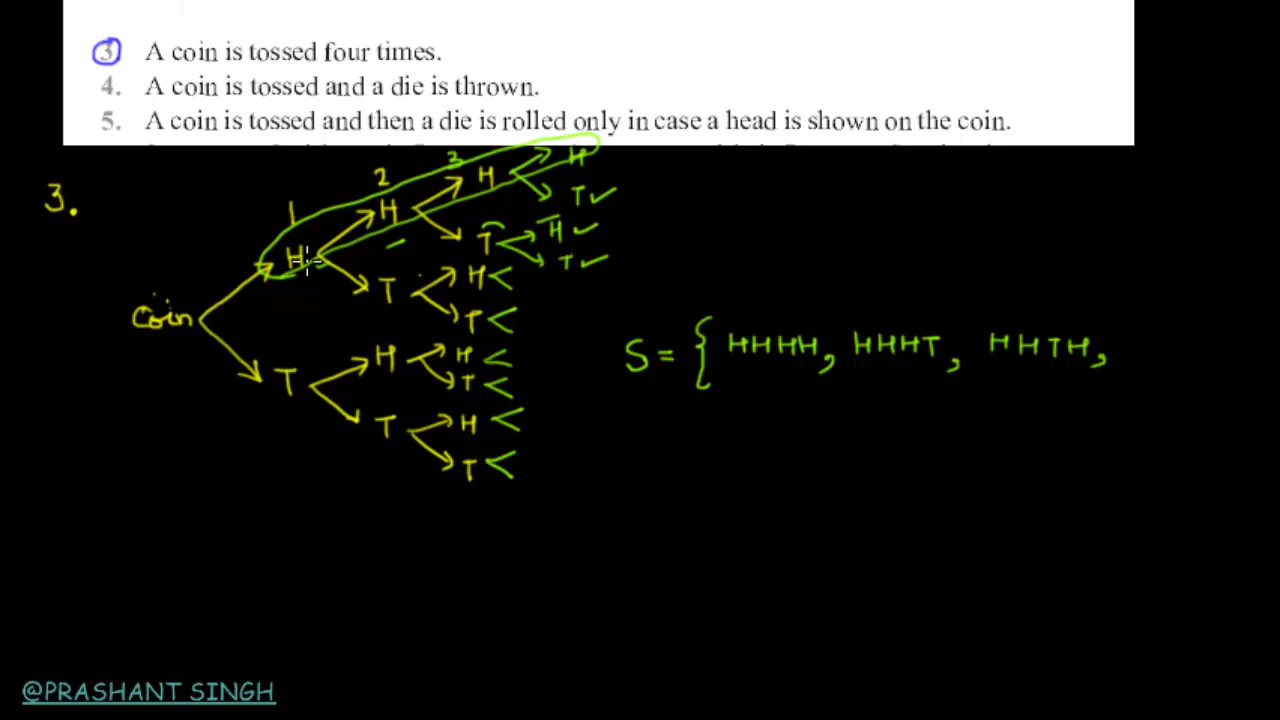 3. A coin is tossed four times.
4. A coin is tossed and a die is thrown.
5. A coin is tossed and then a die is rolled only in case a head is shown on the coin.
3.
1 2 3
H H H H
T
T H
T
T H
T
Coin
T H H
T
T H
T
S = { HHHH, HHHT, HHTH,
@PRASHANT SINGH